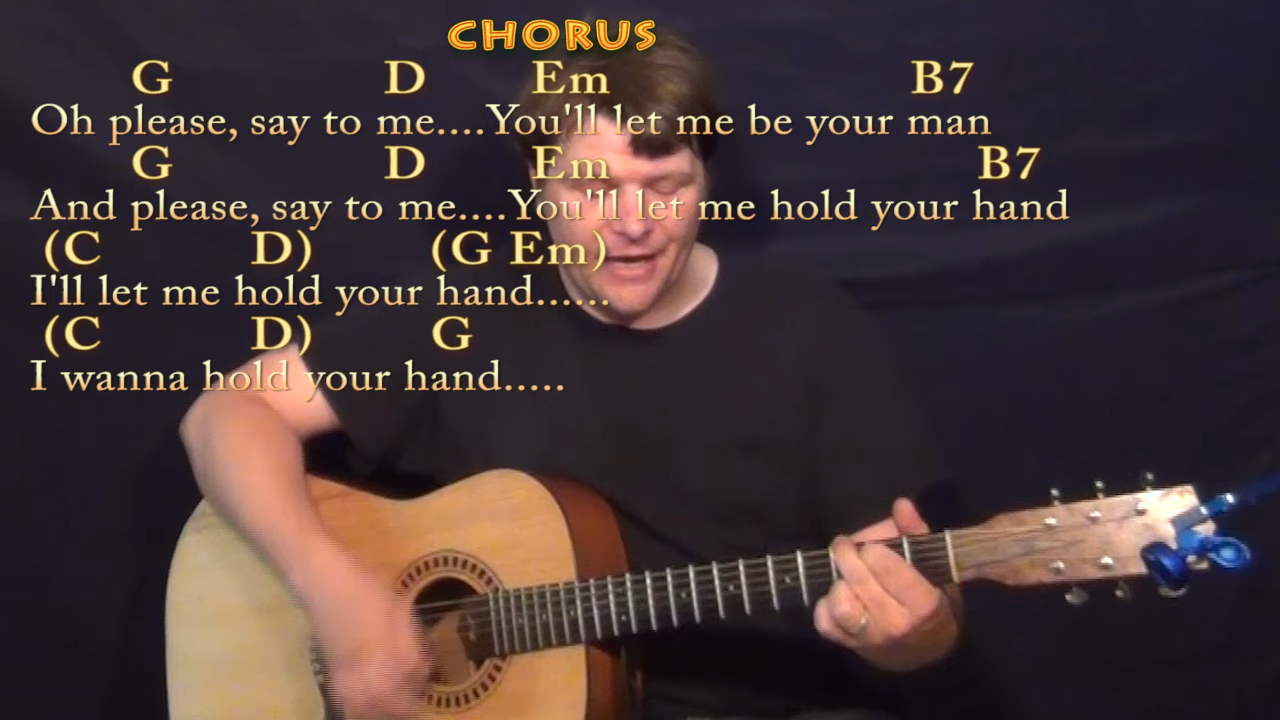 CHORUS
G D Em B7
Oh please, say to me....You'll let me be your man
G D Em B7
And please, say to me....You'll let me hold your hand
(C D) (G Em)
I'll let me hold your hand......
(C D) G
I wanna hold your hand.....